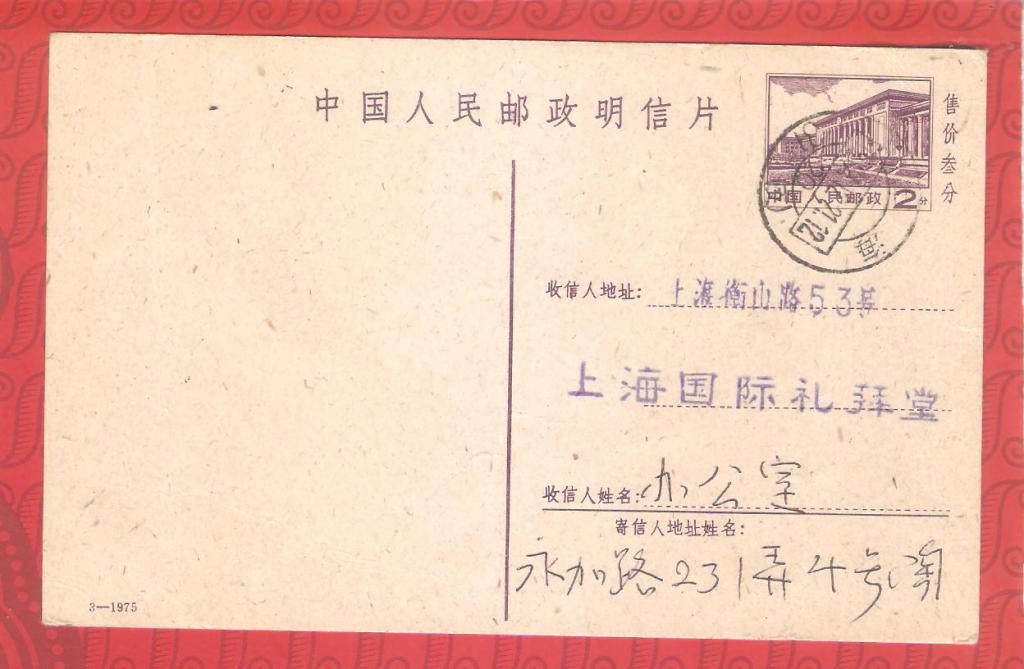 中国人民邮政明信片
售价叁分
中国人民邮政 2分
海
收信人地址: 上海衡山路53号
上海国际礼拜堂
收信人姓名: 办公室
寄信人地址姓名:
永加路231弄4号
3—1975